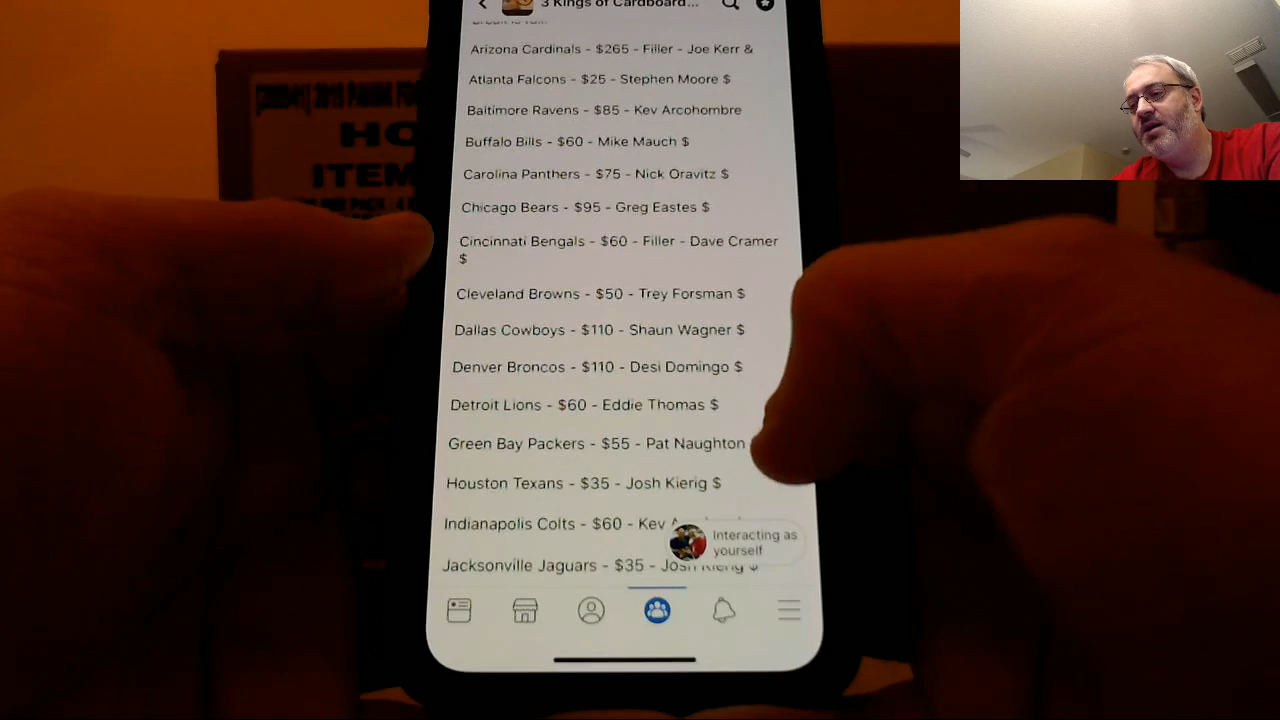 3 Kings of Cardboard...
Arizona Cardinals - $265 - Filler - Joe Kerr &
Atlanta Falcons - $25 - Stephen Moore $
Baltimore Ravens - $85 - Kev Arcohombre
Buffalo Bills - $60 - Mike Mauch $
Carolina Panthers - $75 - Nick Oravitz $
Chicago Bears - $95 - Greg Eastes $
Cincinnati Bengals - $60 - Filler - Dave Cramer
$
Cleveland Browns - $50 - Trey Forsman $
Dallas Cowboys - $110 - Shaun Wagner $
Denver Broncos - $110 - Desi Domingo $
Detroit Lions - $60 - Eddie Thomas $
Green Bay Packers - $55 - Pat Naughton
Houston Texans - $35 - Josh Kierig $
Indianapolis Colts - $60 - Kev
Interacting as
yourself
Jacksonville Jaguars - $35 - Josh Kierig $
HO
ITEM